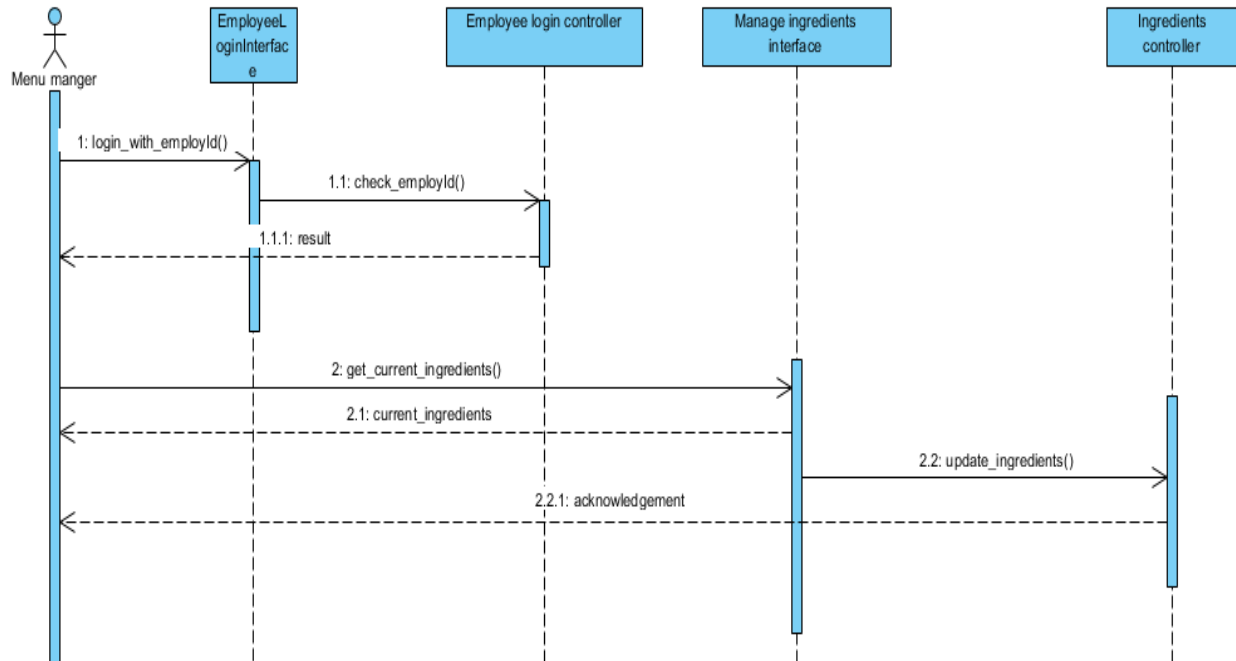 EmployeeL
oginInterfac
e
Employee login controller
Manage ingredients
interface
Ingredients
controller
Menu manger
1: login_with_employId()
1.1: check_employId()
1.1.1: result
2: get_current_ingredients()
2.1: current_ingredients
2.2: update_ingredients()
2.2.1: acknowledgement